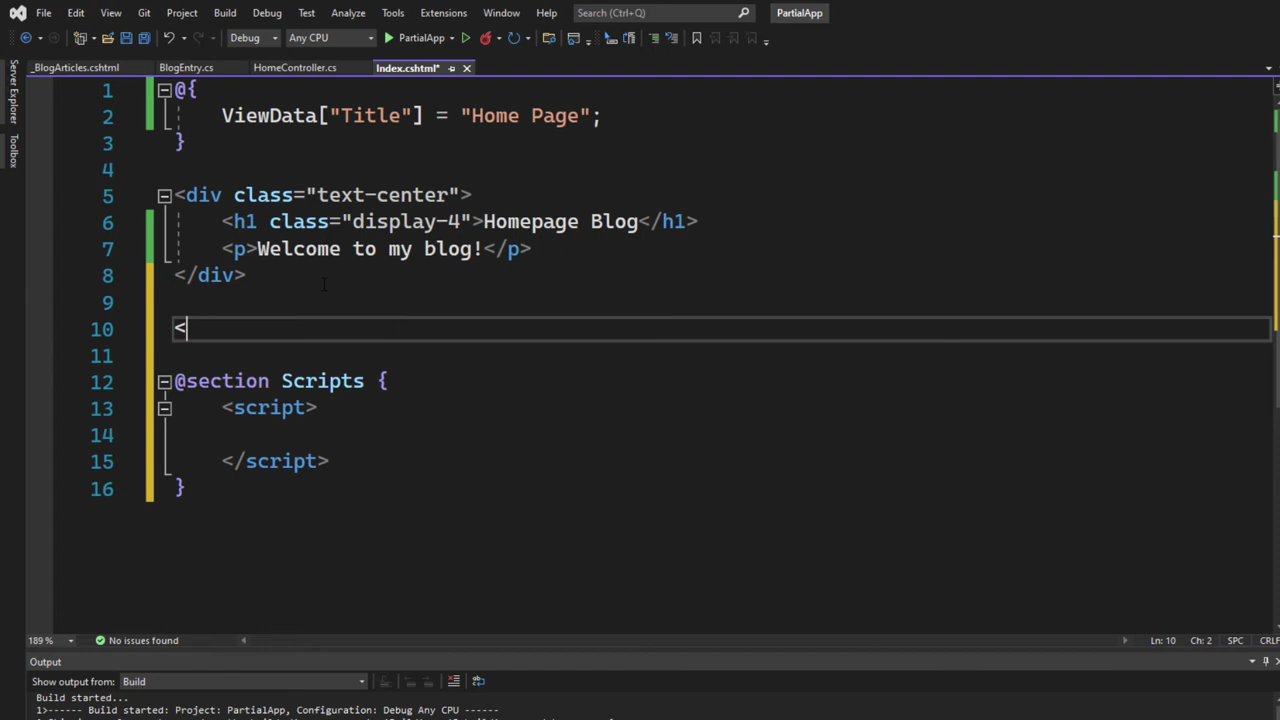 File Edit View Git Project Build Debug Test Analyze Tools Extensions Window Help Search (Ctrl+Q) PartialApp
Debug Any CPU PartialApp
_BlogArticles.cshtml BlogEntry.cs HomeController.cs Index.cshtml*
Server Explorer
Toolbox
1 @{
2 ViewData["Title"] = "Home Page";
3 }
4
5 <div class="text-center">
6 <h1 class="display-4">Homepage Blog</h1>
7 <p>Welcome to my blog!</p>
8 </div>
9
10 <
11
12 @section Scripts {
13 <script>
14
15 </script>
16 }
189 % No issues found Ln: 10 Ch: 2 SPC CRLF
Output
Show output from: Build
Build started...
1>------ Build started: Project: PartialApp, Configuration: Debug Any CPU ------